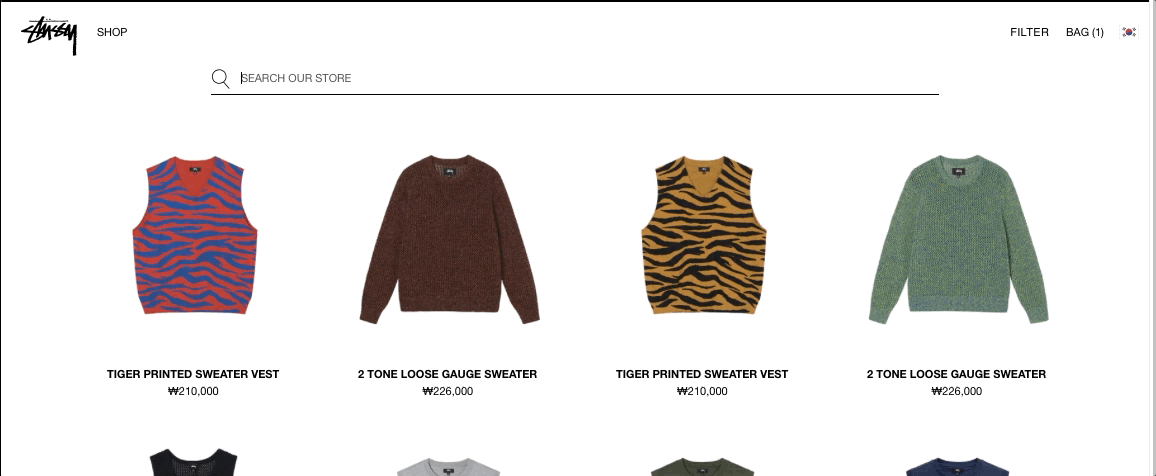 Stüssy
SHOP
FILTER
BAG (1)
SEARCH OUR STORE
TIGER PRINTED SWEATER VEST
₩210,000
2 TONE LOOSE GAUGE SWEATER
₩226,000
TIGER PRINTED SWEATER VEST
₩210,000
2 TONE LOOSE GAUGE SWEATER
₩226,000